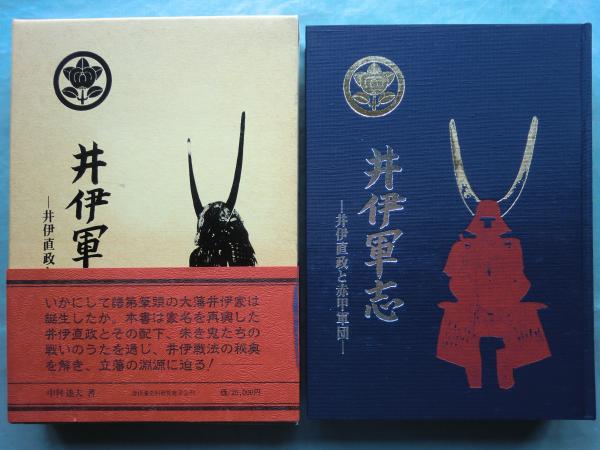 井伊軍
―井伊直政
いかにして譜第筆頭の大藩井伊家は
誕生したか。本書は家名を再興した
井伊直政とその配下、朱き鬼たちの
戦いのうたを通し、井伊戦法の秘奥
を解き、立藩の淵源に迫る!
中村達夫 著
価/25,000円
井伊軍志
―井伊直政と赤甲軍団―